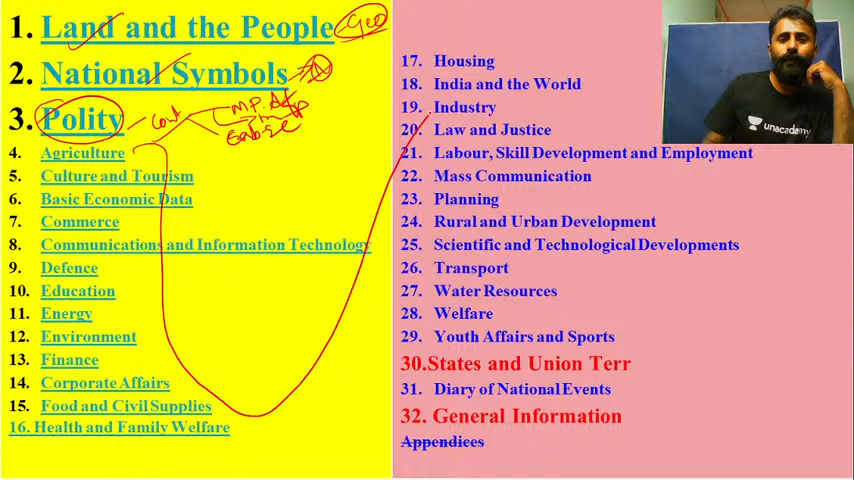 1. Land and the People
Geo
2. National Symbols
N
3. Polity
4. Agriculture
5. Culture and Tourism
6. Basic Economic Data
7. Commerce
8. Communications and Information Technology
9. Defence
10. Education
11. Energy
12. Environment
13. Finance
14. Corporate Affairs
15. Food and Civil Supplies
16. Health and Family Welfare
17. Housing
18. India and the World
19. Industry
20. Law and Justice
21. Labour, Skill Development and Employment
22. Mass Communication
23. Planning
24. Rural and Urban Development
25. Scientific and Technological Developments
26. Transport
27. Water Resources
28. Welfare
29. Youth Affairs and Sports
30.States and Union Terr
31. Diary of National Events
32. General Information
Appendices
unacademy